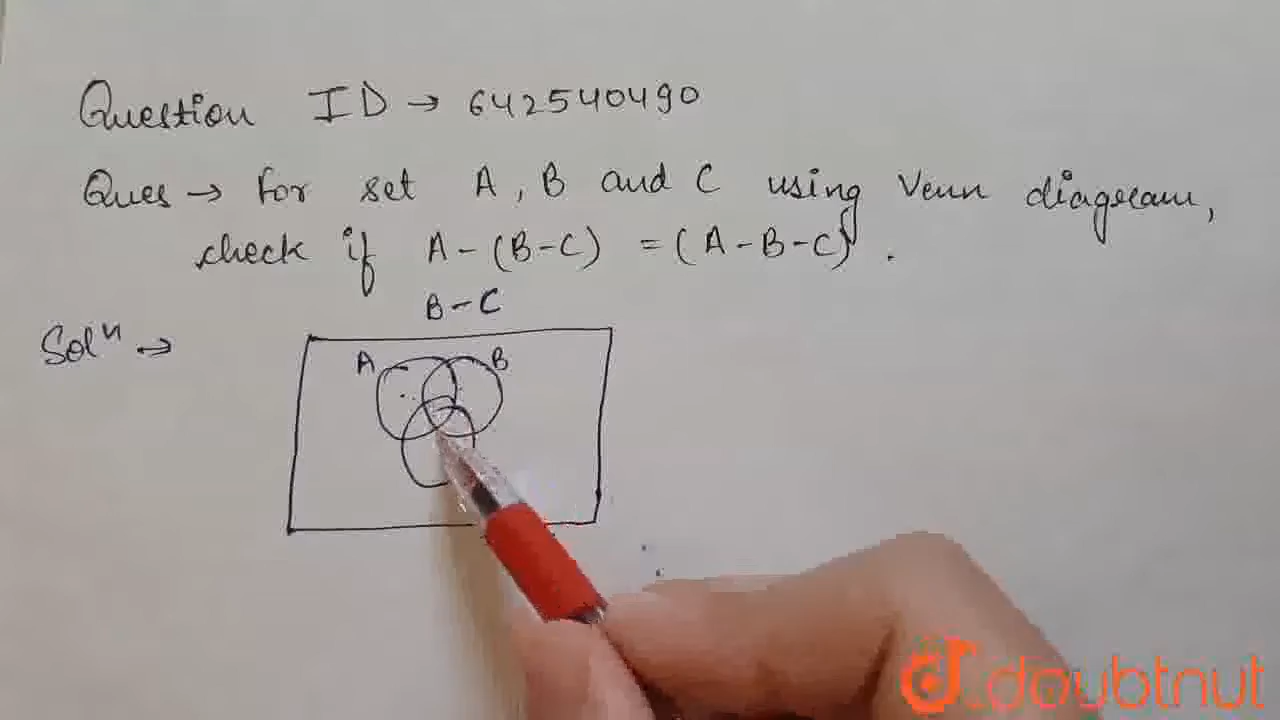 Question ID → 642540490
Ques → For set A, B and C using Venn diagram,
check if A - (B-C) = (A-B-C) .
B-C
Solⁿ →
A B
doubtnut